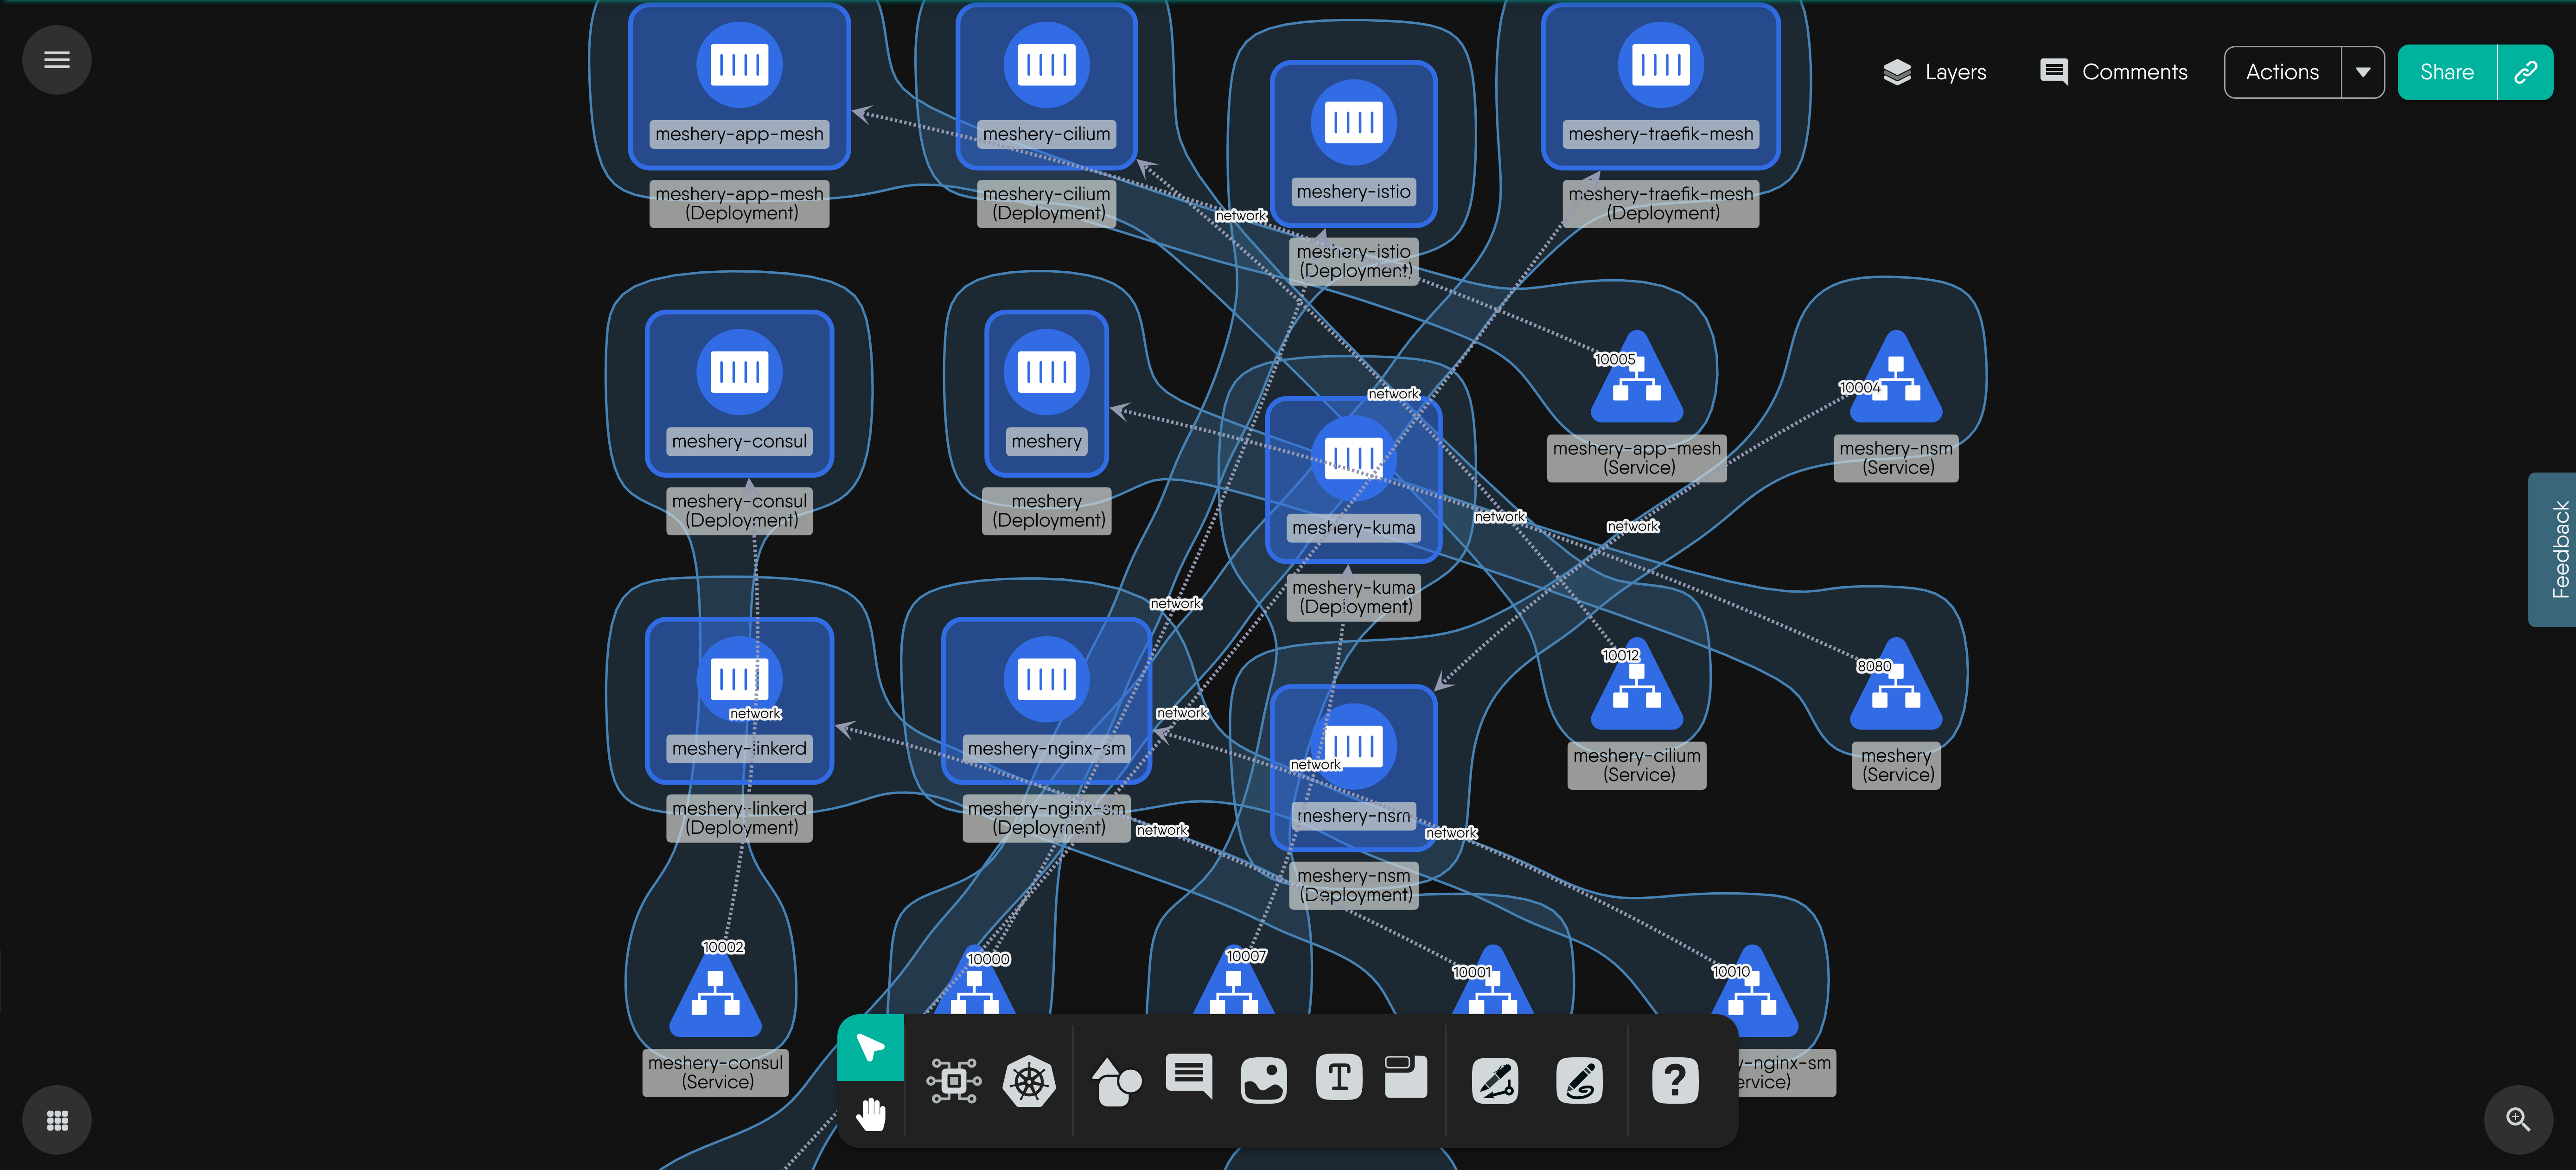 Layers
Comments
Actions
Share
meshery-app-mesh
meshery-cilium
meshery-istio
meshery-traefik-mesh
meshery-app-mesh
(Deployment)
meshery-cilium
(Deployment)
meshery-istio
(Deployment)
meshery-traefik-mesh
(Deployment)
network
10005
10004
network
meshery-consul
meshery
meshery-app-mesh
(Service)
meshery-nsm
(Service)
meshery-consul
(Deployment)
meshery
(Deployment)
meshery-kuma
network
network
Feedback
meshery-kuma
(Deployment)
network
10012
8080
network
network
meshery-linkerd
meshery-nginx-sm
meshery-cilium
(Service)
meshery
(Service)
network
meshery-nsm
meshery-linkerd
(Deployment)
meshery-nginx-sm
(Deployment)
network
network
meshery-nsm
(Deployment)
10002
10000
10007
10001
10010
meshery-consul
(Service)
y-nginx-sm
ervice)
T
?